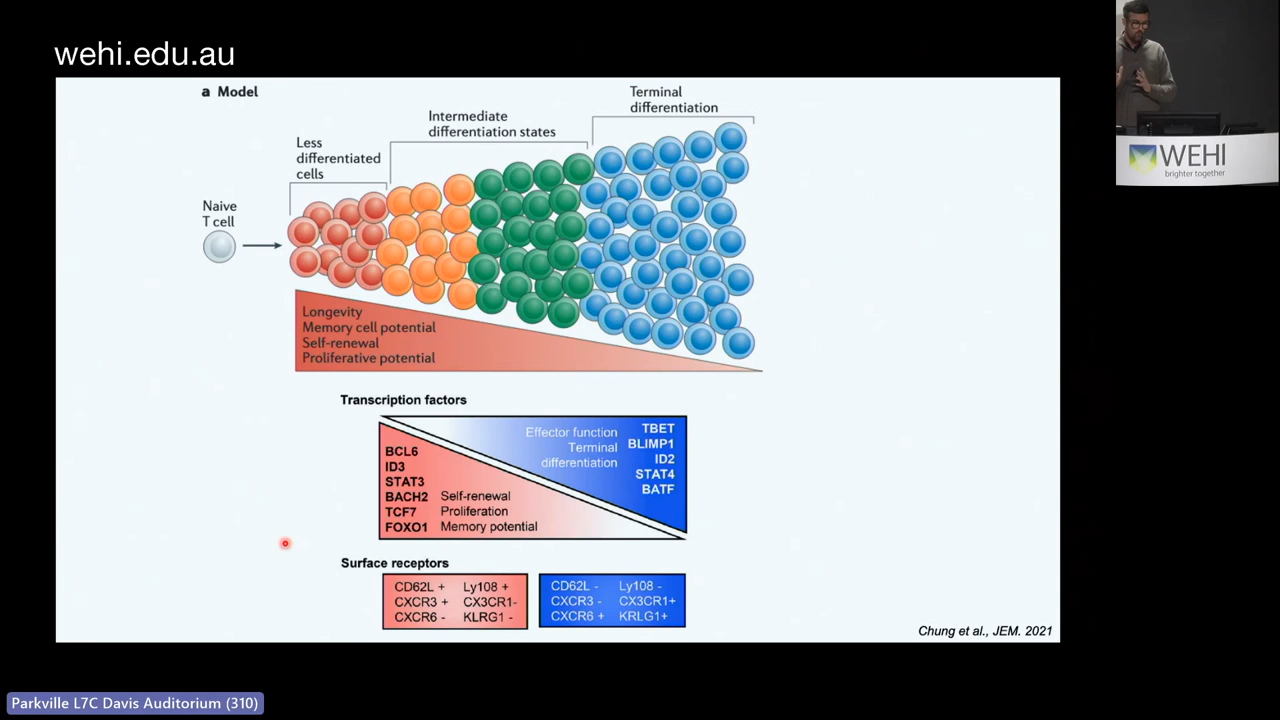 wehi.edu.au
a Model
Terminal
differentiation
Intermediate
differentiation states
Less
differentiated
cells
Naive
T cell
Longevity
Memory cell potential
Self-renewal
Proliferative potential
Transcription factors
Effector function
Terminal
differentiation
TBET
BLIMP1
ID2
STAT4
BATF
BCL6
ID3
STAT3
BACH2 Self-renewal
TCF7 Proliferation
FOXO1 Memory potential
Surface receptors
CD62L + Ly108 +
CXCR3 + CX3CR1-
CXCR6 - KLRG1 -
CD62L - Ly108 -
CXCR3 - CX3CR1+
CXCR6 + KRLG1+
Chung et al., JEM. 2021
WEHI
brighter together
Parkville L7C Davis Auditorium (310)